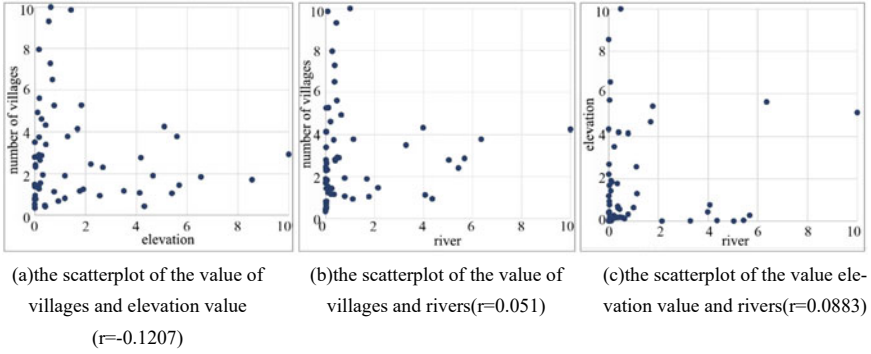 number of villages
10
8
6
4
2
0
0 2 4 6 8 10
elevation
number of villages
10
8
6
4
2
0
0 2 4 6 8 10
river
elevation
10
8
6
4
2
0
0 2 4 6 8 10
river
(a)the scatterplot of the value of
villages and elevation value
(r=-0.1207)
(b)the scatterplot of the value of
villages and rivers(r=0.051)
(c)the scatterplot of the value ele-
vation value and rivers(r=0.0883)